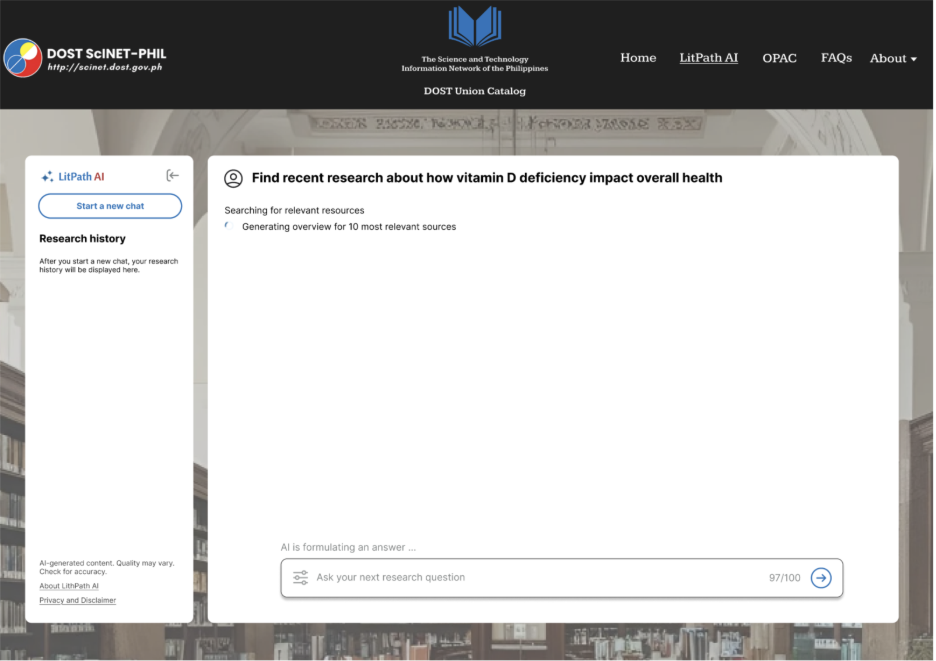 DOST ScINET-PHIL
http://scinet.dost.gov.ph
The Science and Technology
Information Network of the Philippines
DOST Union Catalog
Home
LitPath AI
OPAC
FAQs
About
LitPath AI
Start a new chat
Research history
After you start a new chat, your research
history will be displayed here.
AI-generated content. Quality may vary.
Check for accuracy.
About LithPath AI
Privacy and Disclaimer
Find recent research about how vitamin D deficiency impact overall health
Searching for relevant resources
Generating overview for 10 most relevant sources
AI is formulating an answer ...
Ask your next research question
97/100